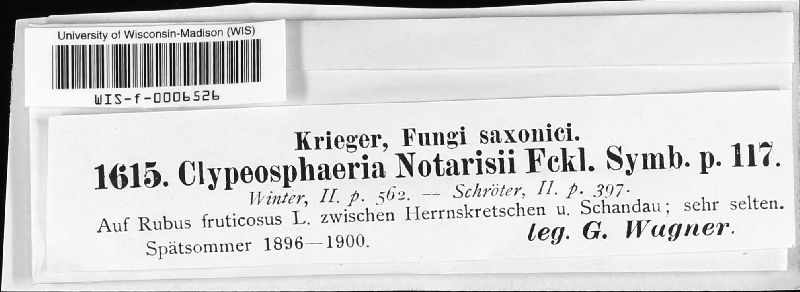 University of Wisconsin-Madison (WIS)
WIS-f-0006526
Krieger, Fungi saxonici.
1615. Clypeosphaeria Notarisii Fckl. Symb. p. 117.
Winter, II. p. 562. — Schröter, II. p. 397.
Auf Rubus fruticosus L. zwischen Herrnskretschen u. Schandau; sehr selten.
Spätsommer 1896—1900.
leg. G. Wagner.